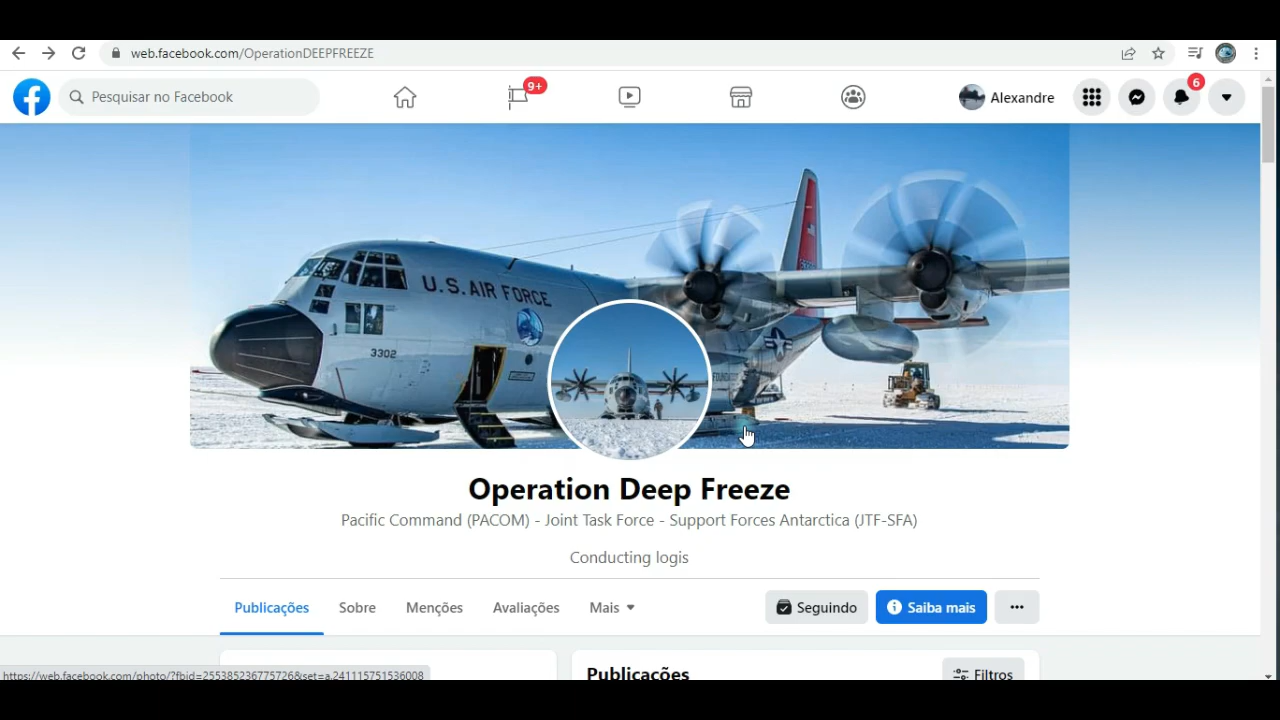 web.facebook.com/OperationDEEPFREEZE
Pesquisar no Facebook
9+
Alexandre
6
U.S. AIR FORCE
3302
Operation Deep Freeze
Pacific Command (PACOM) - Joint Task Force - Support Forces Antarctica (JTF-SFA)
Conducting logis
Publicações
Sobre
Menções
Avaliações
Mais
Seguindo
Saiba mais
Publicações
Filtros
https://web.facebook.com/photo/?fbid=255385236775726&set=a.241115751536008